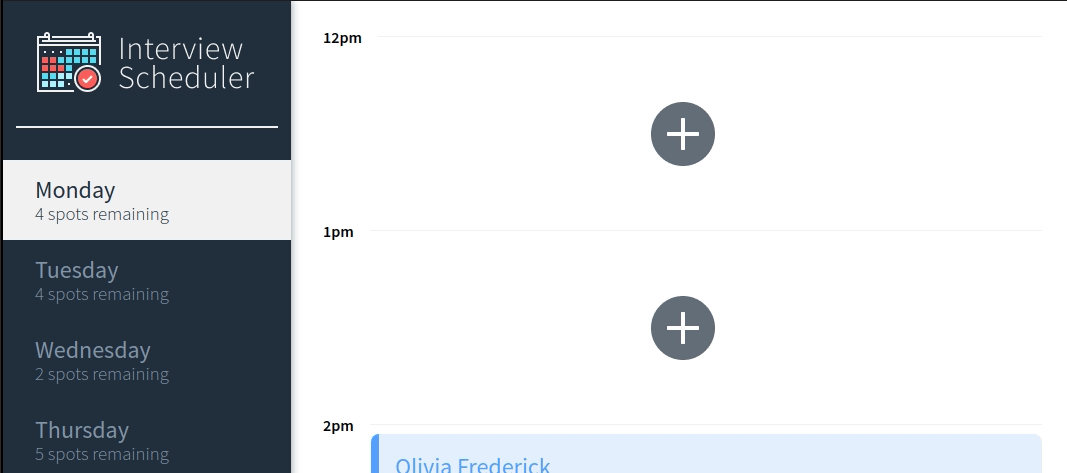 Interview
Scheduler
Monday
4 spots remaining
Tuesday
4 spots remaining
Wednesday
2 spots remaining
Thursday
5 spots remaining
12pm
1pm
2pm
Olivia Frederick